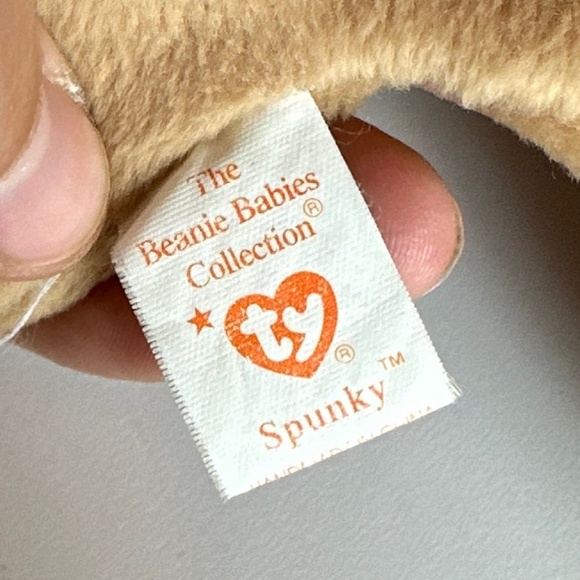 The
Beanie Babies
Collection®
ty®
Spunky™